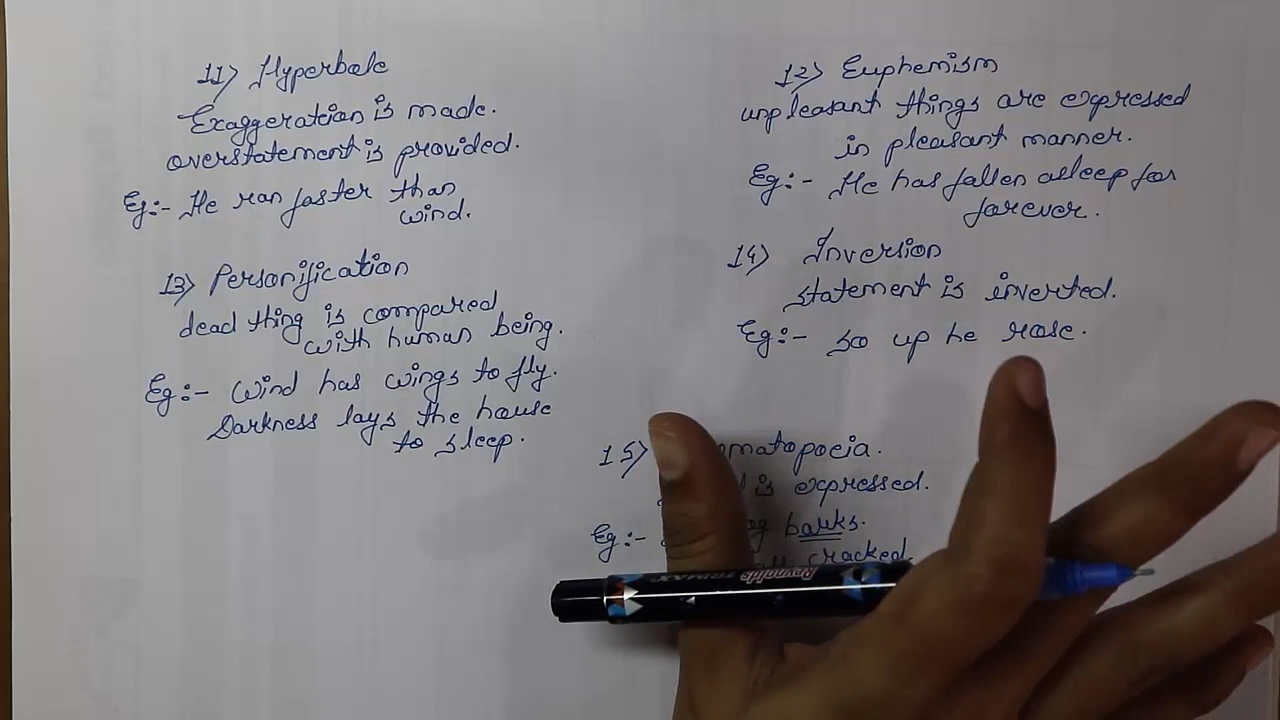 11) Hyperbole
Exaggeration is made.
overstatement is provided.
Eg:- He ran faster than
wind.
12) Euphemism
unpleasant things are expressed
in pleasant manner.
Eg:- He has fallen asleep for
forever.
13) Personification
dead thing is compared
with human being.
Eg:- Wind has wings to fly.
Darkness lays the house
to sleep.
14) Inversion
statement is inverted.
Eg:- so up he rose.
15) matopoeia.
is expressed.
Eg:- barks.
cracked.
Reynolds TRIMAX